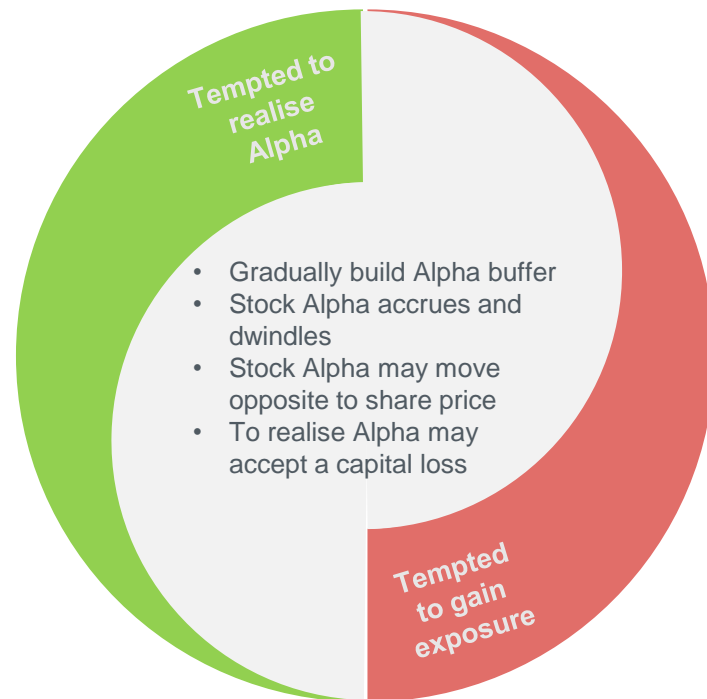 Tempted to
realise
Alpha
• Gradually build Alpha buffer
• Stock Alpha accrues and
dwindles
• Stock Alpha may move
opposite to share price
• To realise Alpha may
accept a capital loss
Tempted
to gain
exposure